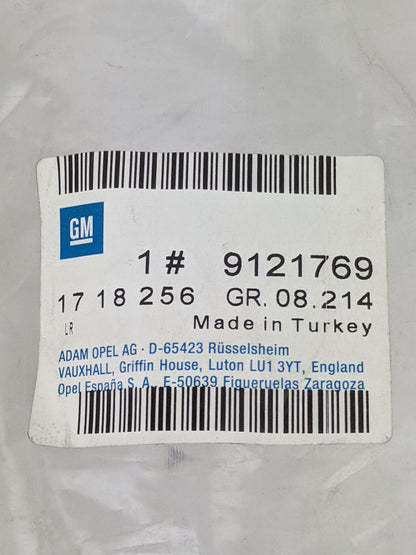 GM
1 # 9121769
17 18 256 GR. 08.214
LR Made in Turkey
ADAM OPEL AG · D-65423 Rüsselsheim
VAUXHALL, Griffin House, Luton LU1 3YT, England
Opel España S. A. E-50639 Figueruelas Zaragoza